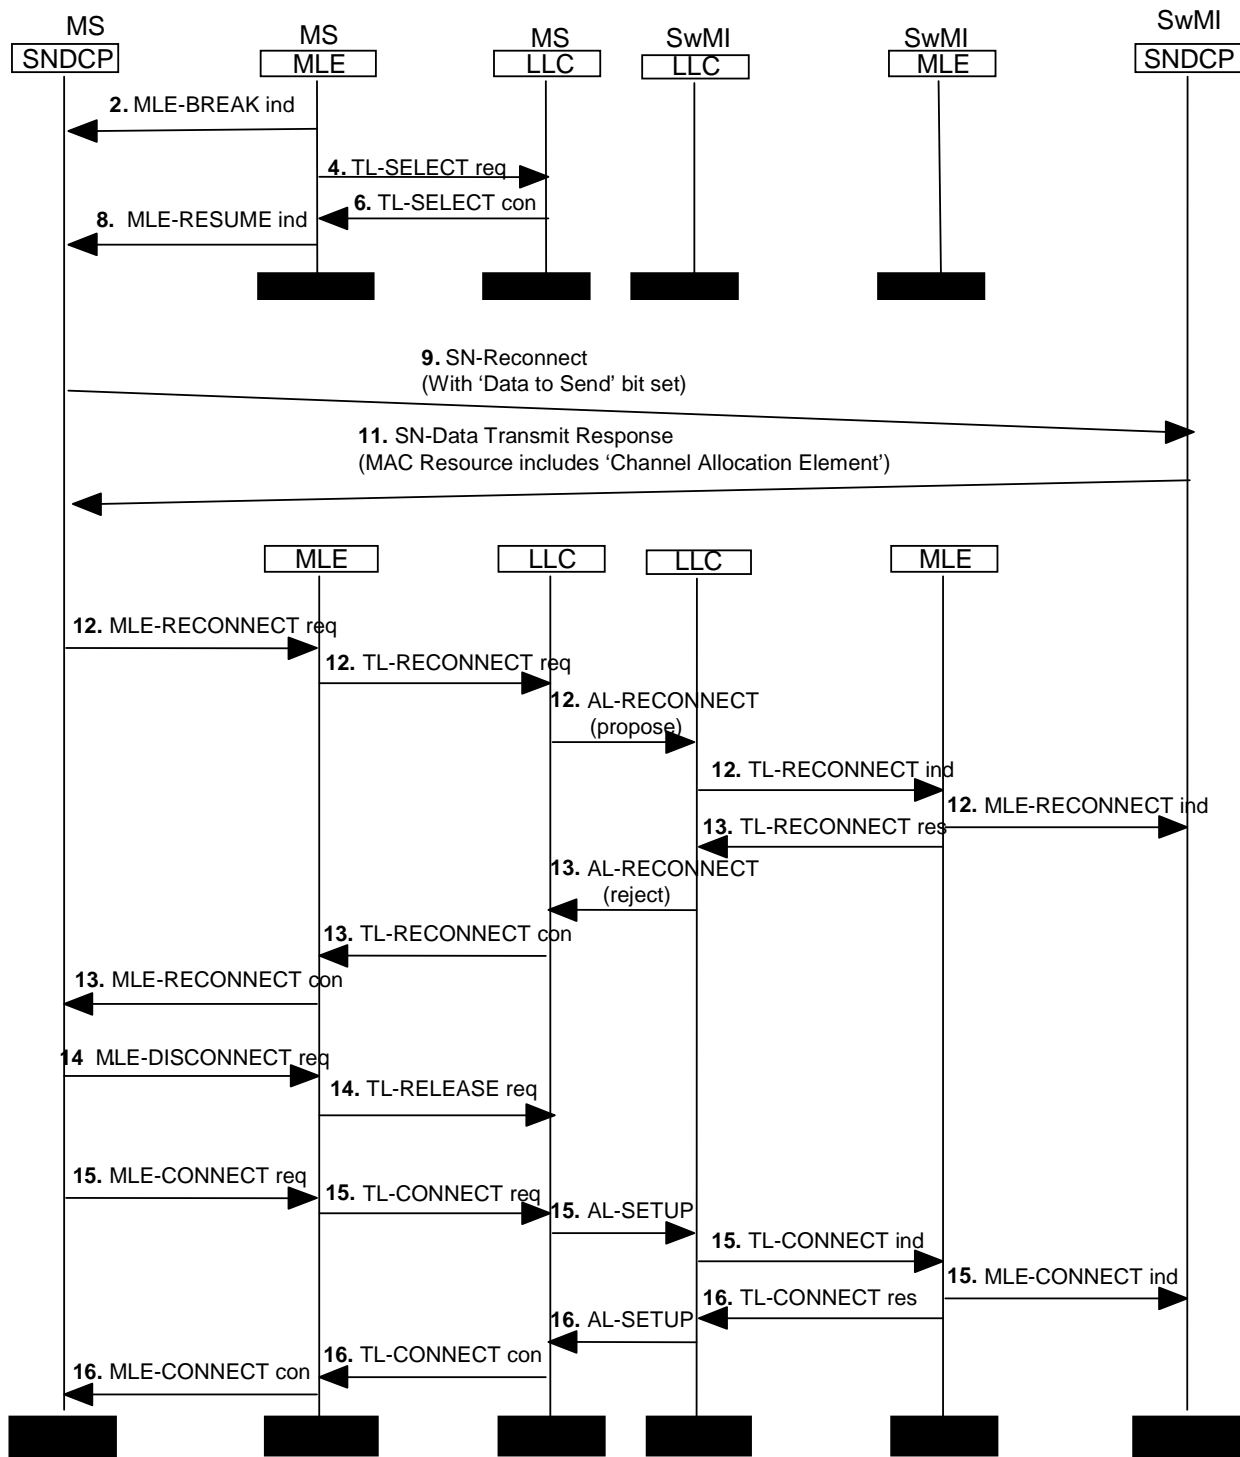 MS
SNDCP
MS
MLE
MS
LLC
SwMI
LLC
SwMI
MLE
SwMI
SNDCP
2. MLE-BREAK ind
4. TL-SELECT req
6. TL-SELECT con
8. MLE-RESUME ind
9. SN-Reconnect
(With ‘Data to Send’ bit set)
11. SN-Data Transmit Response
(MAC Resource includes ‘Channel Allocation Element’)
MLE
LLC
LLC
MLE
12. MLE-RECONNECT req
12. TL-RECONNECT req
12. AL-RECONNECT
(propose)
12. TL-RECONNECT ind
12. MLE-RECONNECT ind
13. TL-RECONNECT res
13. AL-RECONNECT
(reject)
13. TL-RECONNECT con
13. MLE-RECONNECT con
14 MLE-DISCONNECT req
14. TL-RELEASE req
15. MLE-CONNECT req
15. TL-CONNECT req
15. AL-SETUP
15. TL-CONNECT ind
15. MLE-CONNECT ind
16. TL-CONNECT res
16. AL-SETUP
16. TL-CONNECT con
16. MLE-CONNECT con